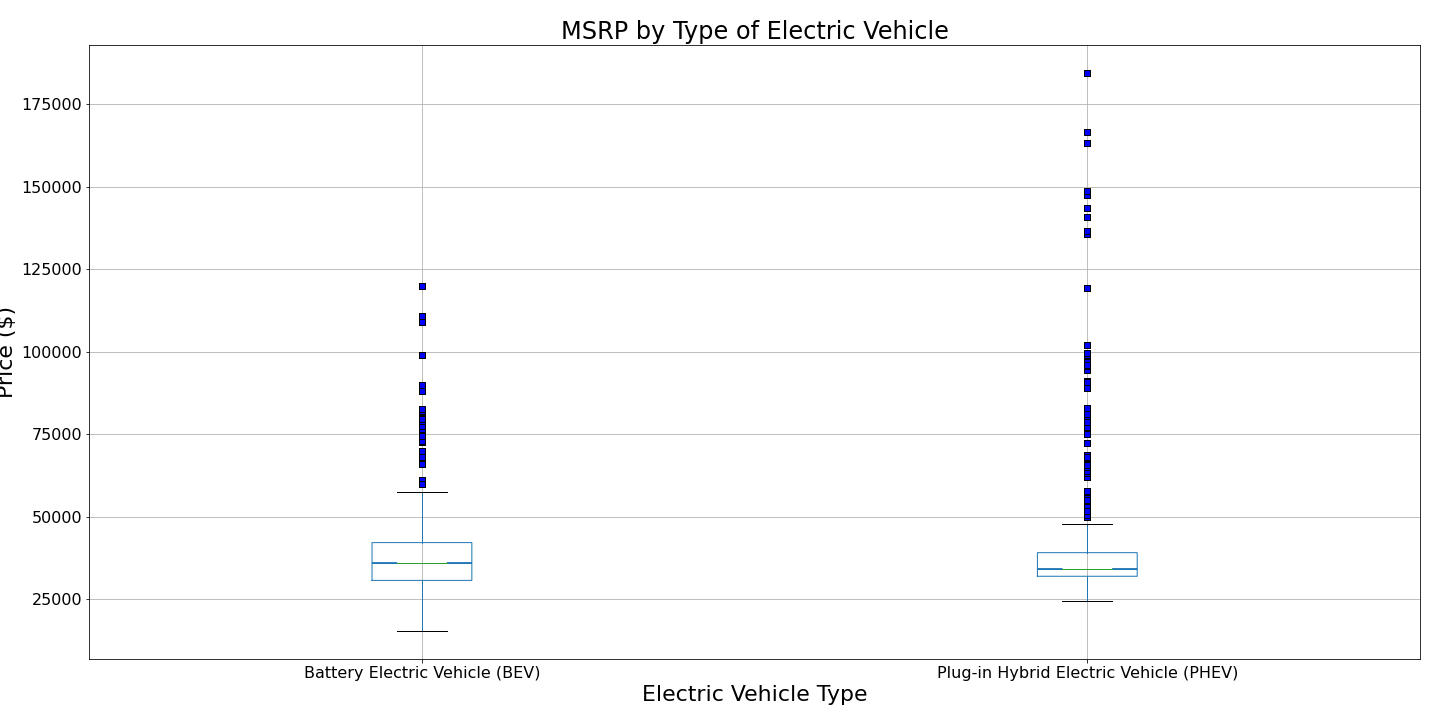 MSRP by Type of Electric Vehicle
Price ($)
175000
150000
125000
100000
75000
50000
25000
Battery Electric Vehicle (BEV)
Plug-in Hybrid Electric Vehicle (PHEV)
Electric Vehicle Type